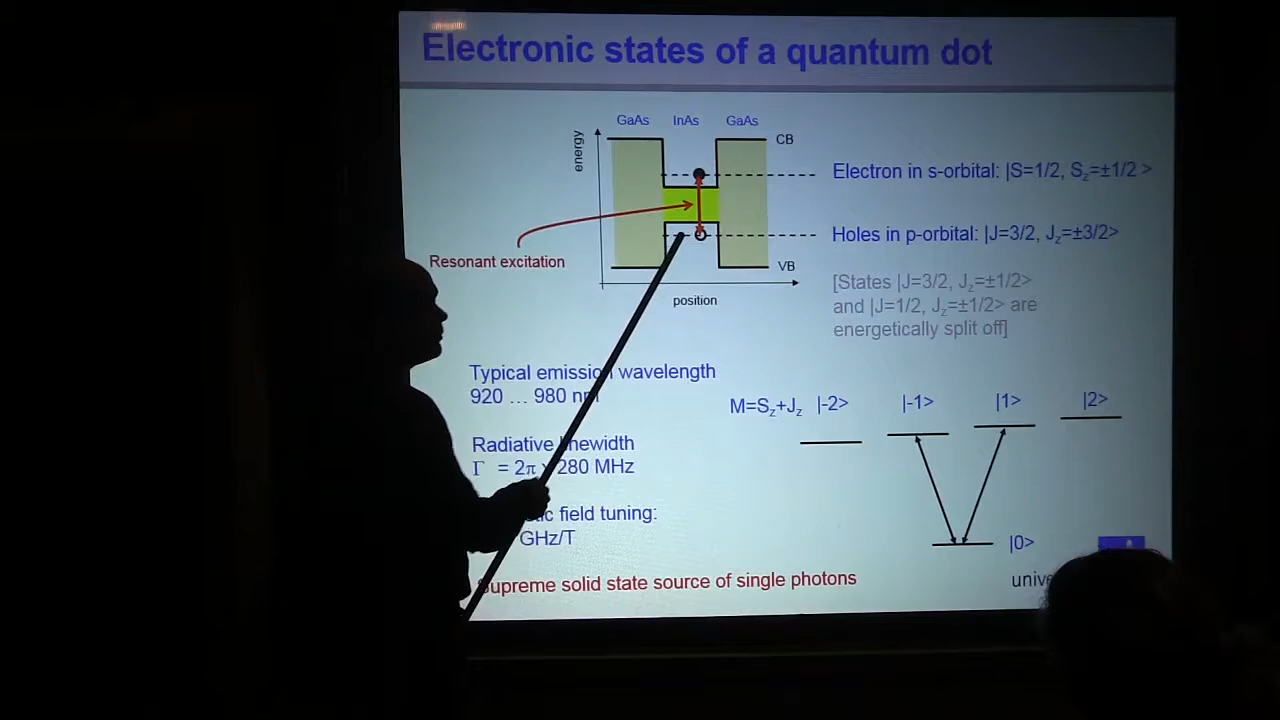 Electronic states of a quantum dot
GaAs InAs GaAs
energy
CB
Electron in s-orbital: |S=1/2, Sz=±1/2 >
Holes in p-orbital: |J=3/2, Jz=±3/2>
Resonant excitation
VB
[States |J=3/2, Jz=±1/2>
and |J=1/2, Jz=±1/2> are
energetically split off]
position
Typical emission wavelength
920 … 980 nm
M=Sz+Jz |-2> |-1> |1> |2>
Radiative linewidth
Γ = 2π x 280 MHz
field tuning:
GHz/T
|0>
Supreme solid state source of single photons